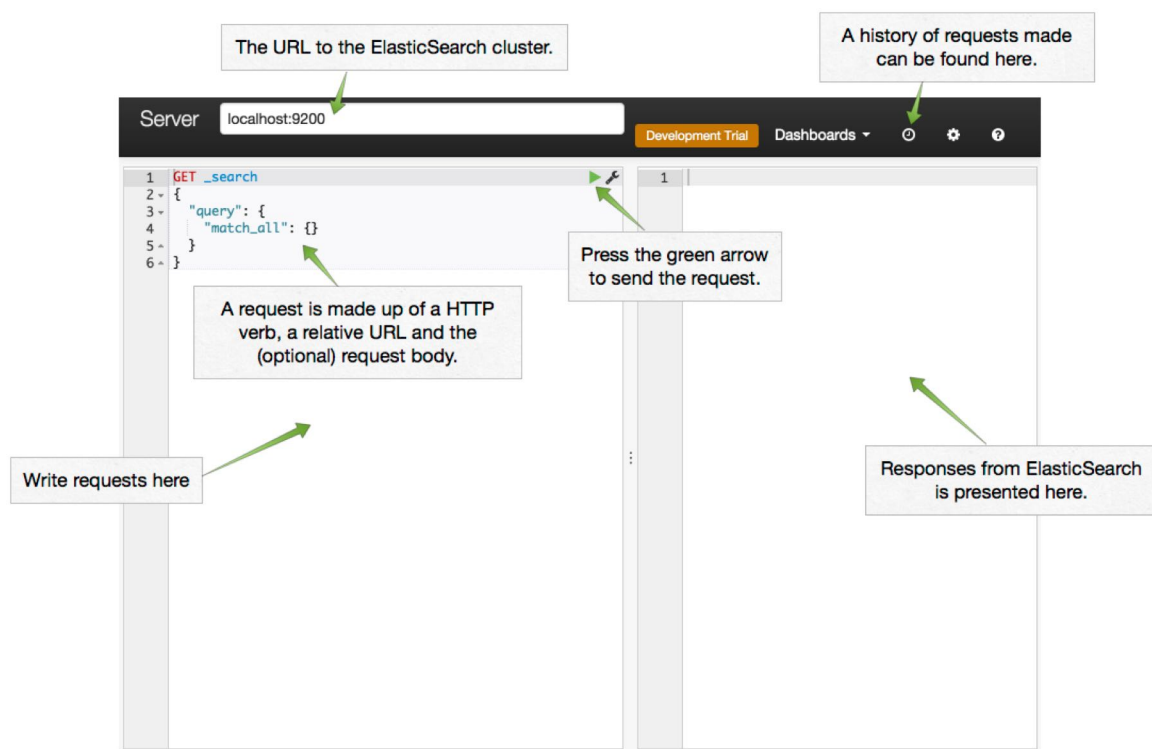 The URL to the ElasticSearch cluster.
A history of requests made
can be found here.
Server
localhost:9200
Development Trial
Dashboards
1 GET _search
2 {
3 "query": {
4 "match_all": {}
5 }
6 }
1
Press the green arrow
to send the request.
A request is made up of a HTTP
verb, a relative URL and the
(optional) request body.
Write requests here
Responses from ElasticSearch
is presented here.